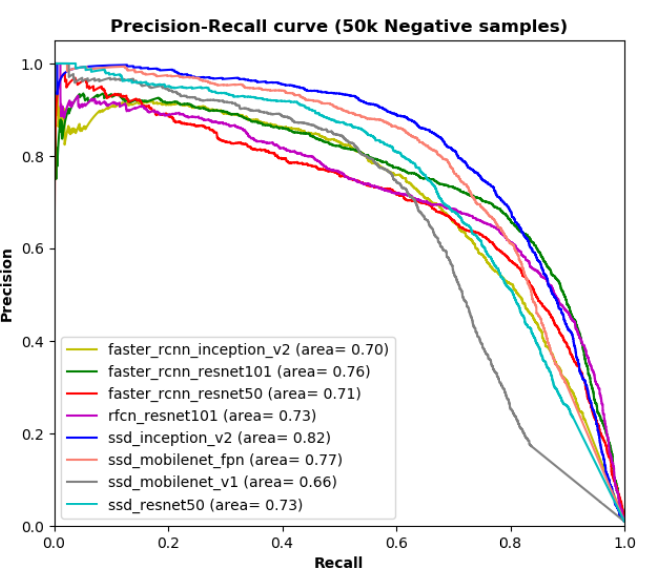 Precision-Recall curve (50k Negative samples)
1.0
0.8
0.6
0.4
0.2
0.0
Precision
faster_rcnn_inception_v2 (area= 0.70)
faster_rcnn_resnet101 (area= 0.76)
faster_rcnn_resnet50 (area= 0.71)
rfcn_resnet101 (area= 0.73)
ssd_inception_v2 (area= 0.82)
ssd_mobilenet_fpn (area= 0.77)
ssd_mobilenet_v1 (area= 0.66)
ssd_resnet50 (area= 0.73)
0.0 0.2 0.4 0.6 0.8 1.0
Recall